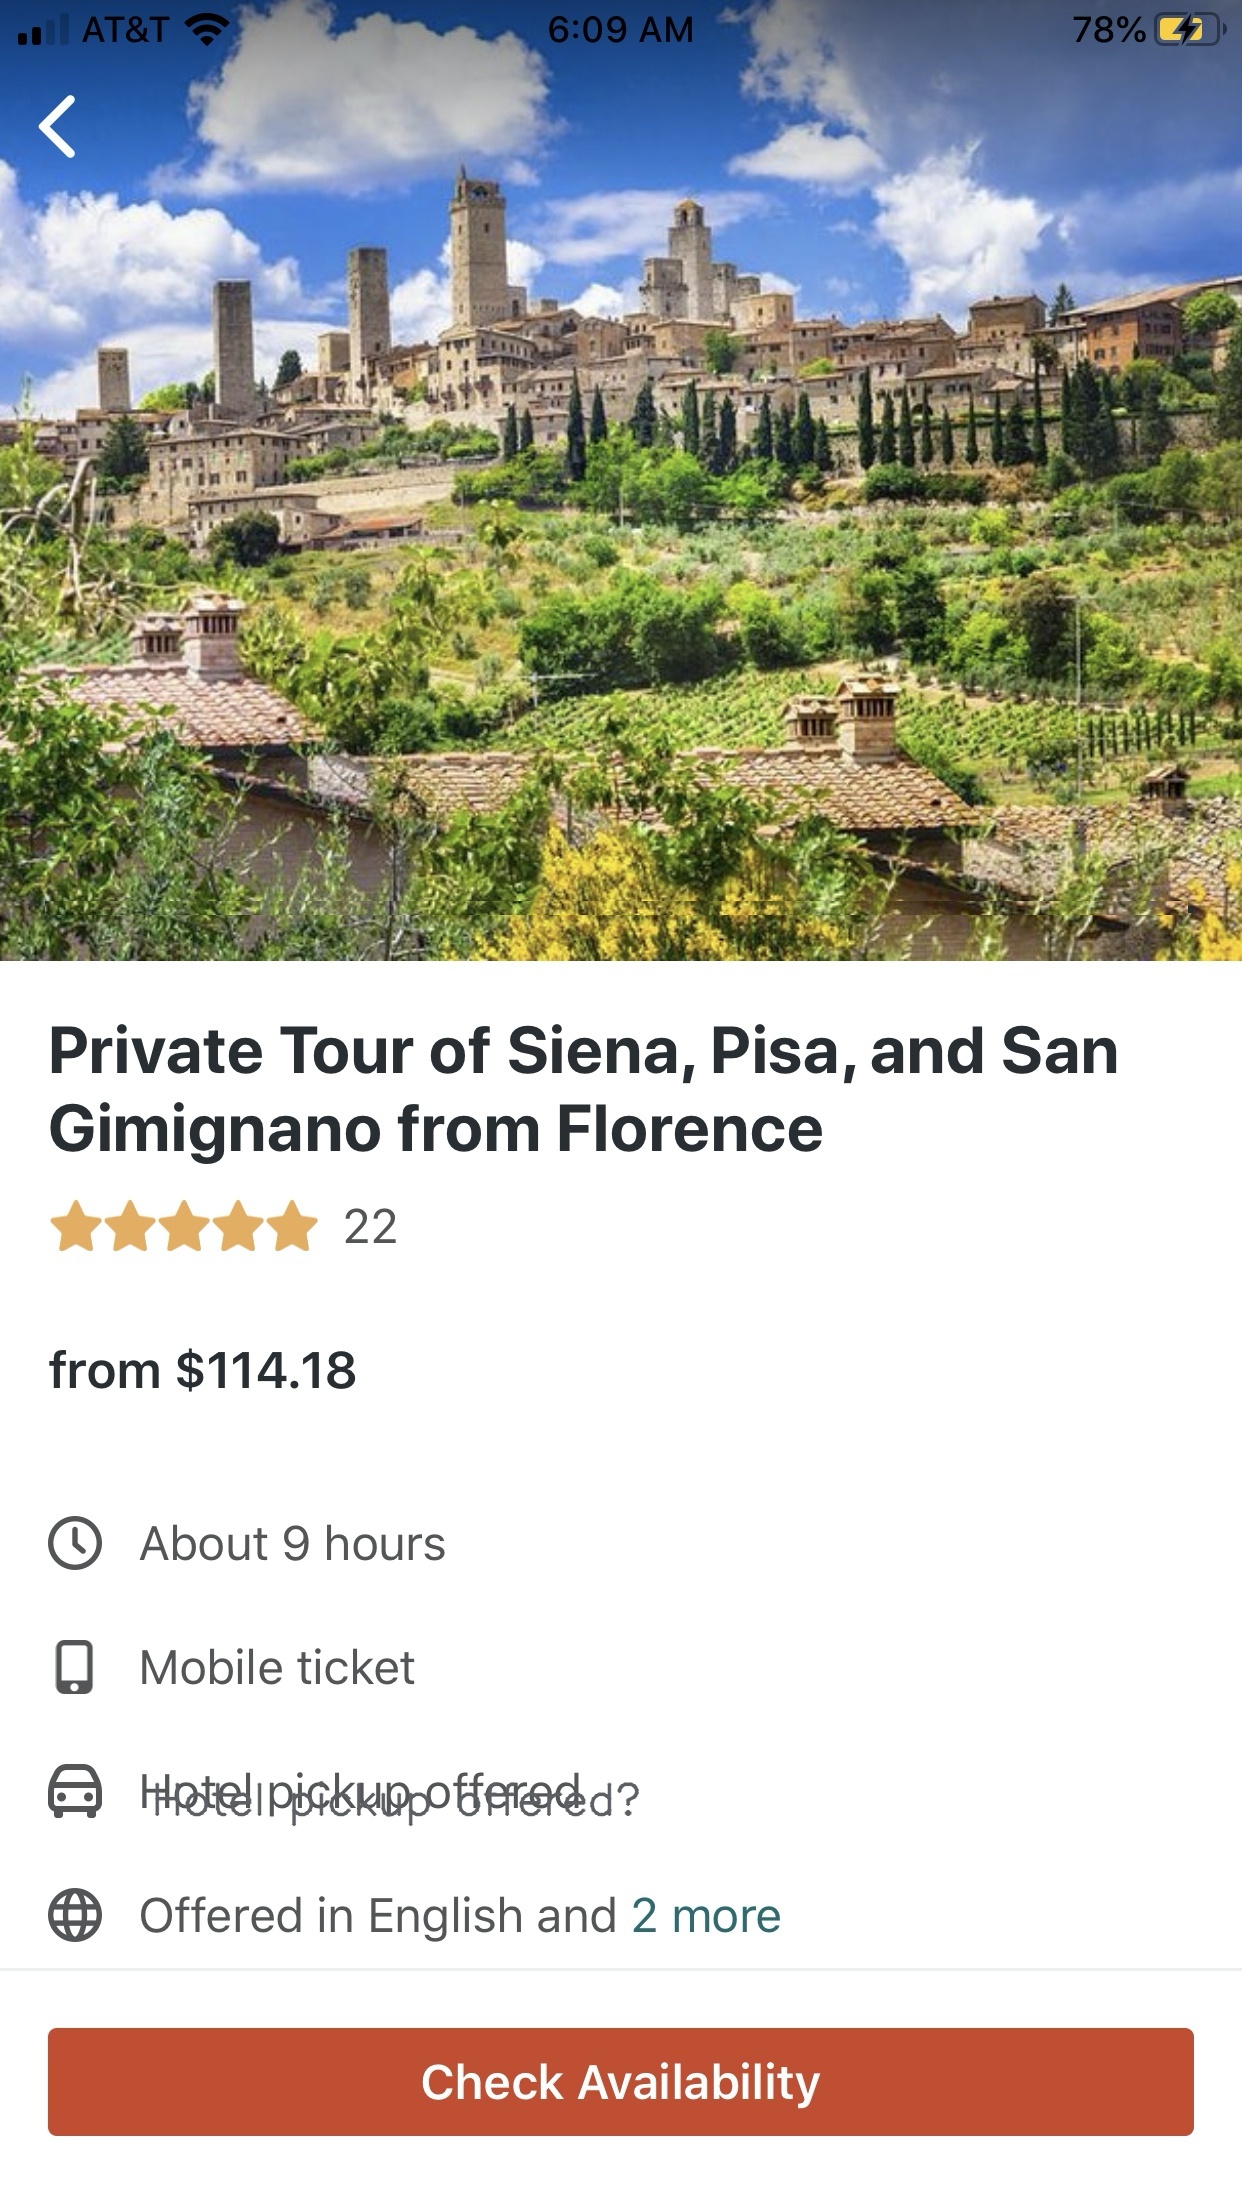 AT&T 6:09 AM 78%
Private Tour of Siena, Pisa, and San
Gimignano from Florence
22
from $114.18
About 9 hours
Mobile ticket
Hotel pickup offered
Hotel pickup offered?
Offered in English and 2 more
Check Availability